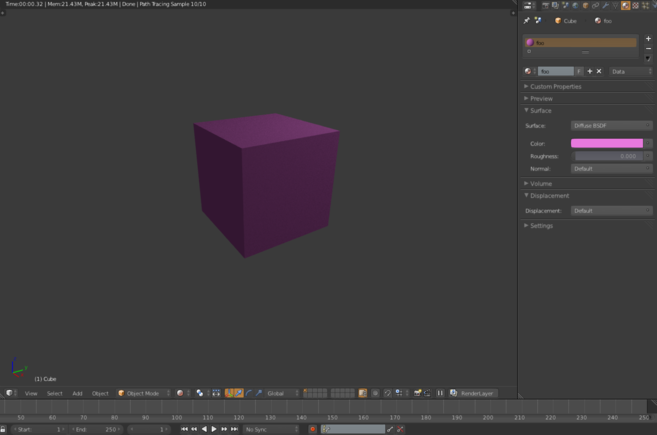 Time:00:00.32 | Mem:21.43M, Peak:21.43M | Done | Path Tracing Sample 10/10
Cube
foo
foo
foo
F
Data
Custom Properties
Preview
Surface
Surface:
Diffuse BSDF
Color:
Roughness:
0.000
Normal:
Default
Volume
Displacement
Displacement:
Default
Settings
(1) Cube
View
Select
Add
Object
Object Mode
Global
RenderLayer
50 60 70 80 90 100 110 120 130 140 150 160 170 180 190 200 210 220 230 240 250
Start: 1
End: 250
1
No Sync